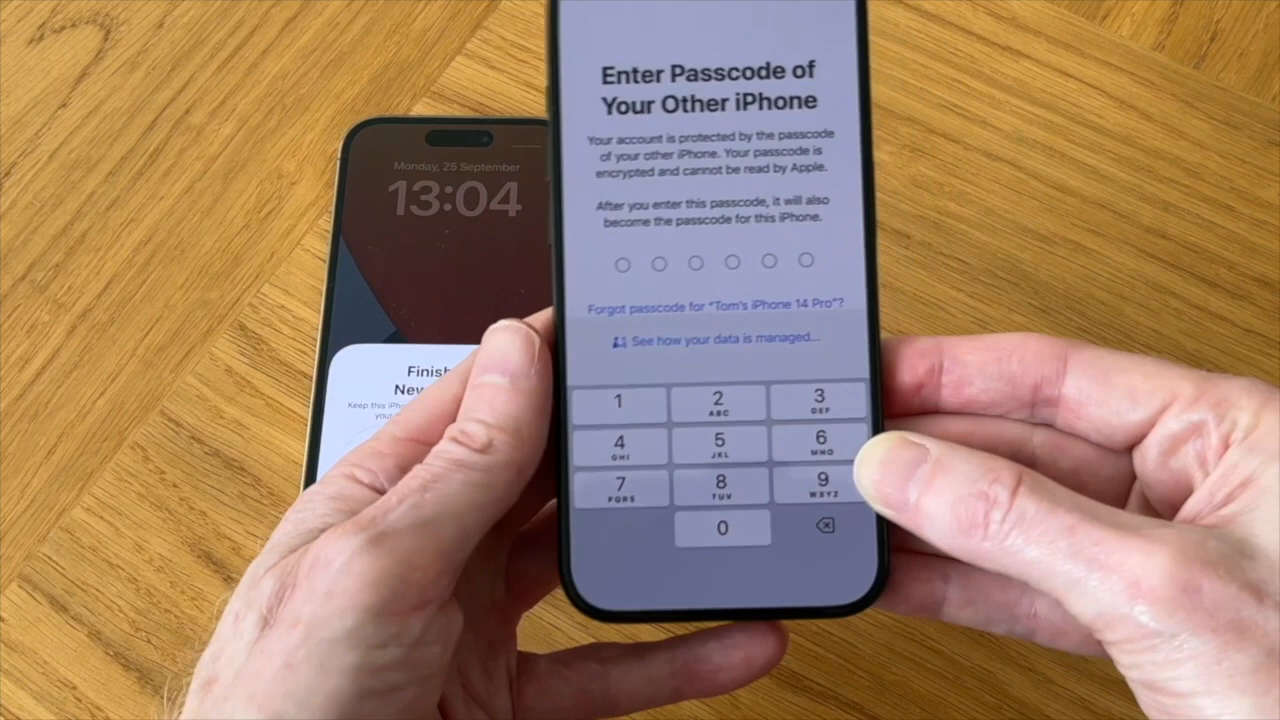 Monday, 25 September
13:04
Finish
New
Keep this iPh
your
Enter Passcode of
Your Other iPhone
Your account is protected by the passcode
of your other iPhone. Your passcode is
encrypted and cannot be read by Apple.
After you enter this passcode, it will also
become the passcode for this iPhone.
Forgot passcode for “Tom's iPhone 14 Pro”?
See how your data is managed...
1 2 3
ABC DEF
4 5 6
GHI JKL MNO
7 8 9
PQRS TUV WXYZ
0